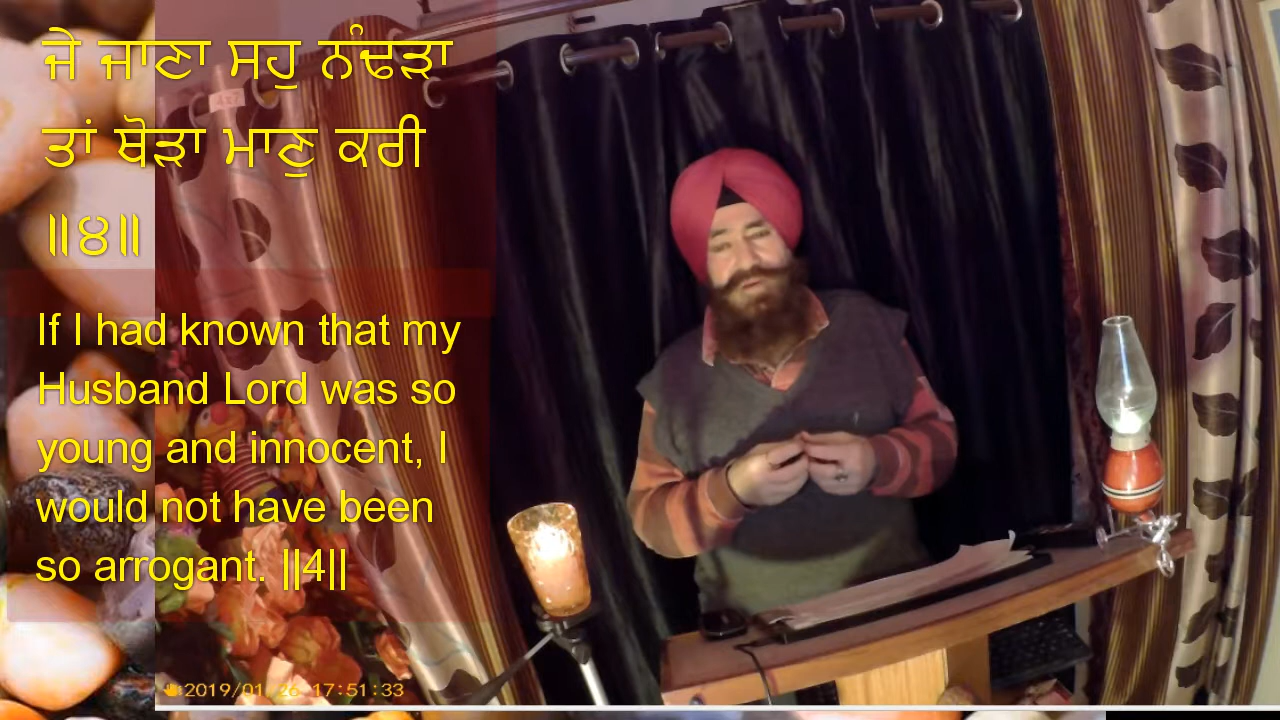 ਜੇ ਜਾਣਾ ਸਹੁ ਨੰਢੜਾ
ਤਾਂ ਥੋੜਾ ਮਾਣੁ ਕਰੀ
॥੪॥
If I had known that my
Husband Lord was so
young and innocent, I
would not have been
so arrogant. ||4||
2019/01/26 17:51:33